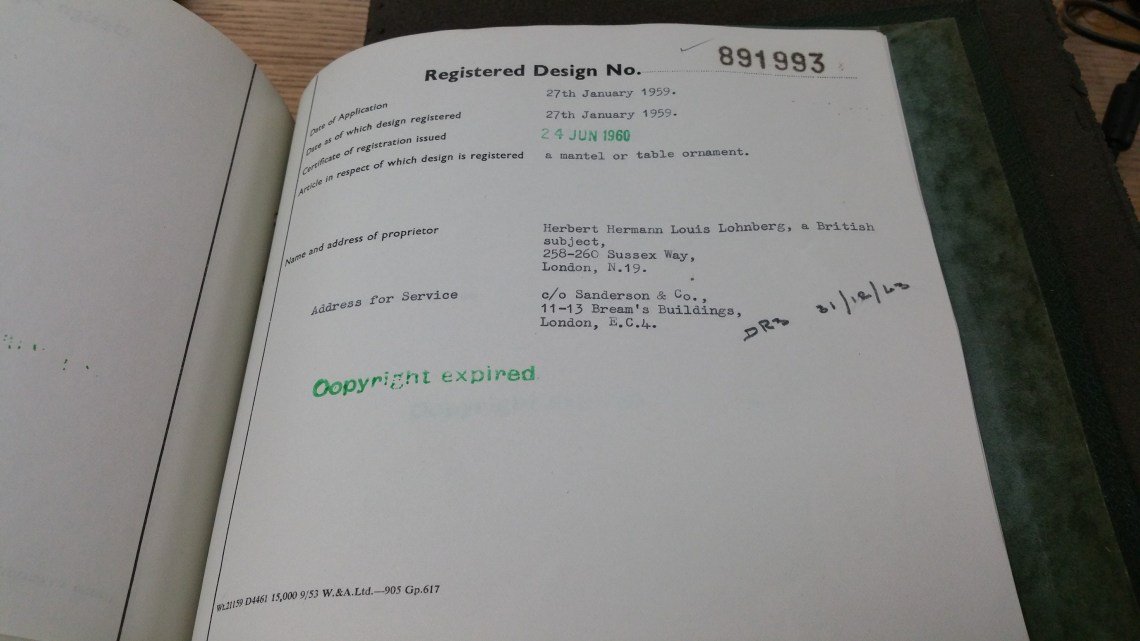 Registered Design No. 891993
Date of Application 27th January 1959.
Date as of which design registered 27th January 1959.
Certificate of registration issued 24 JUN 1960
Article in respect of which design is registered a mantel or table ornament.
Name and address of proprietor Herbert Hermann Louis Lohnberg, a British
subject,
258-260 Sussex Way,
London, N.19.
Address for Service c/o Sanderson & Co.,
11-13 Bream's Buildings,
London, E.C.4.
DR3 31/12/63
Copyright expired
Wt.21159 D4461 15,000 9/53 W.&A.Ltd.—905 Gp.617